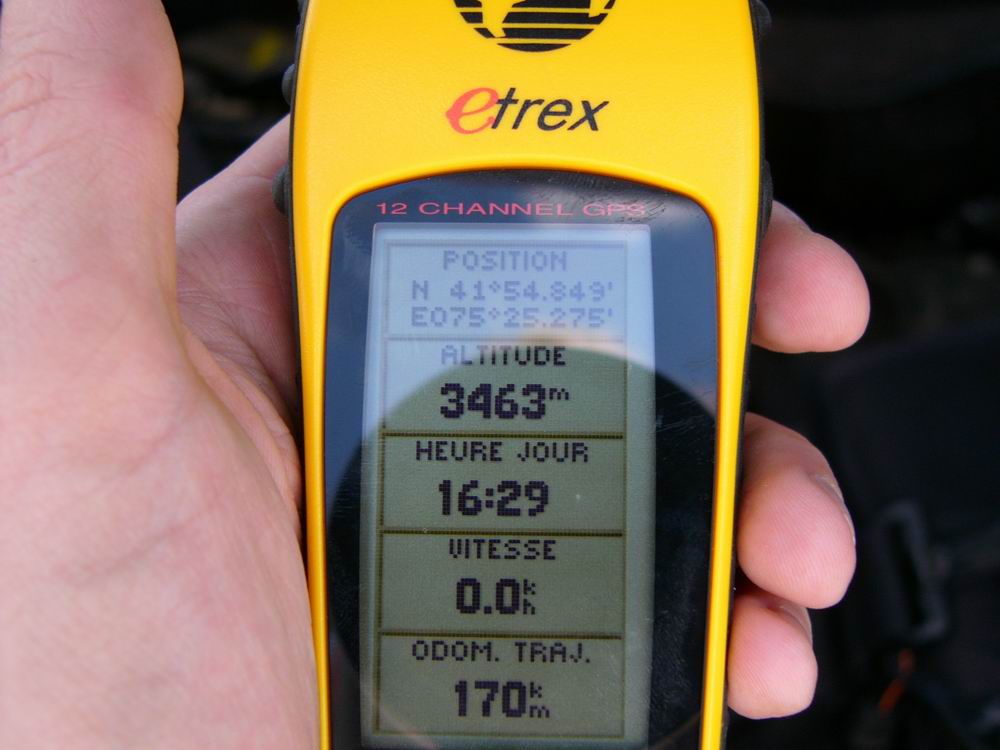 etrex
12 CHANNEL GPS
POSITION
N 41°54.849'
E075°25.275'
ALTITUDE
3463m
HEURE JOUR
16:29
VITESSE
0.0kh
ODOM. TRAJ.
170km